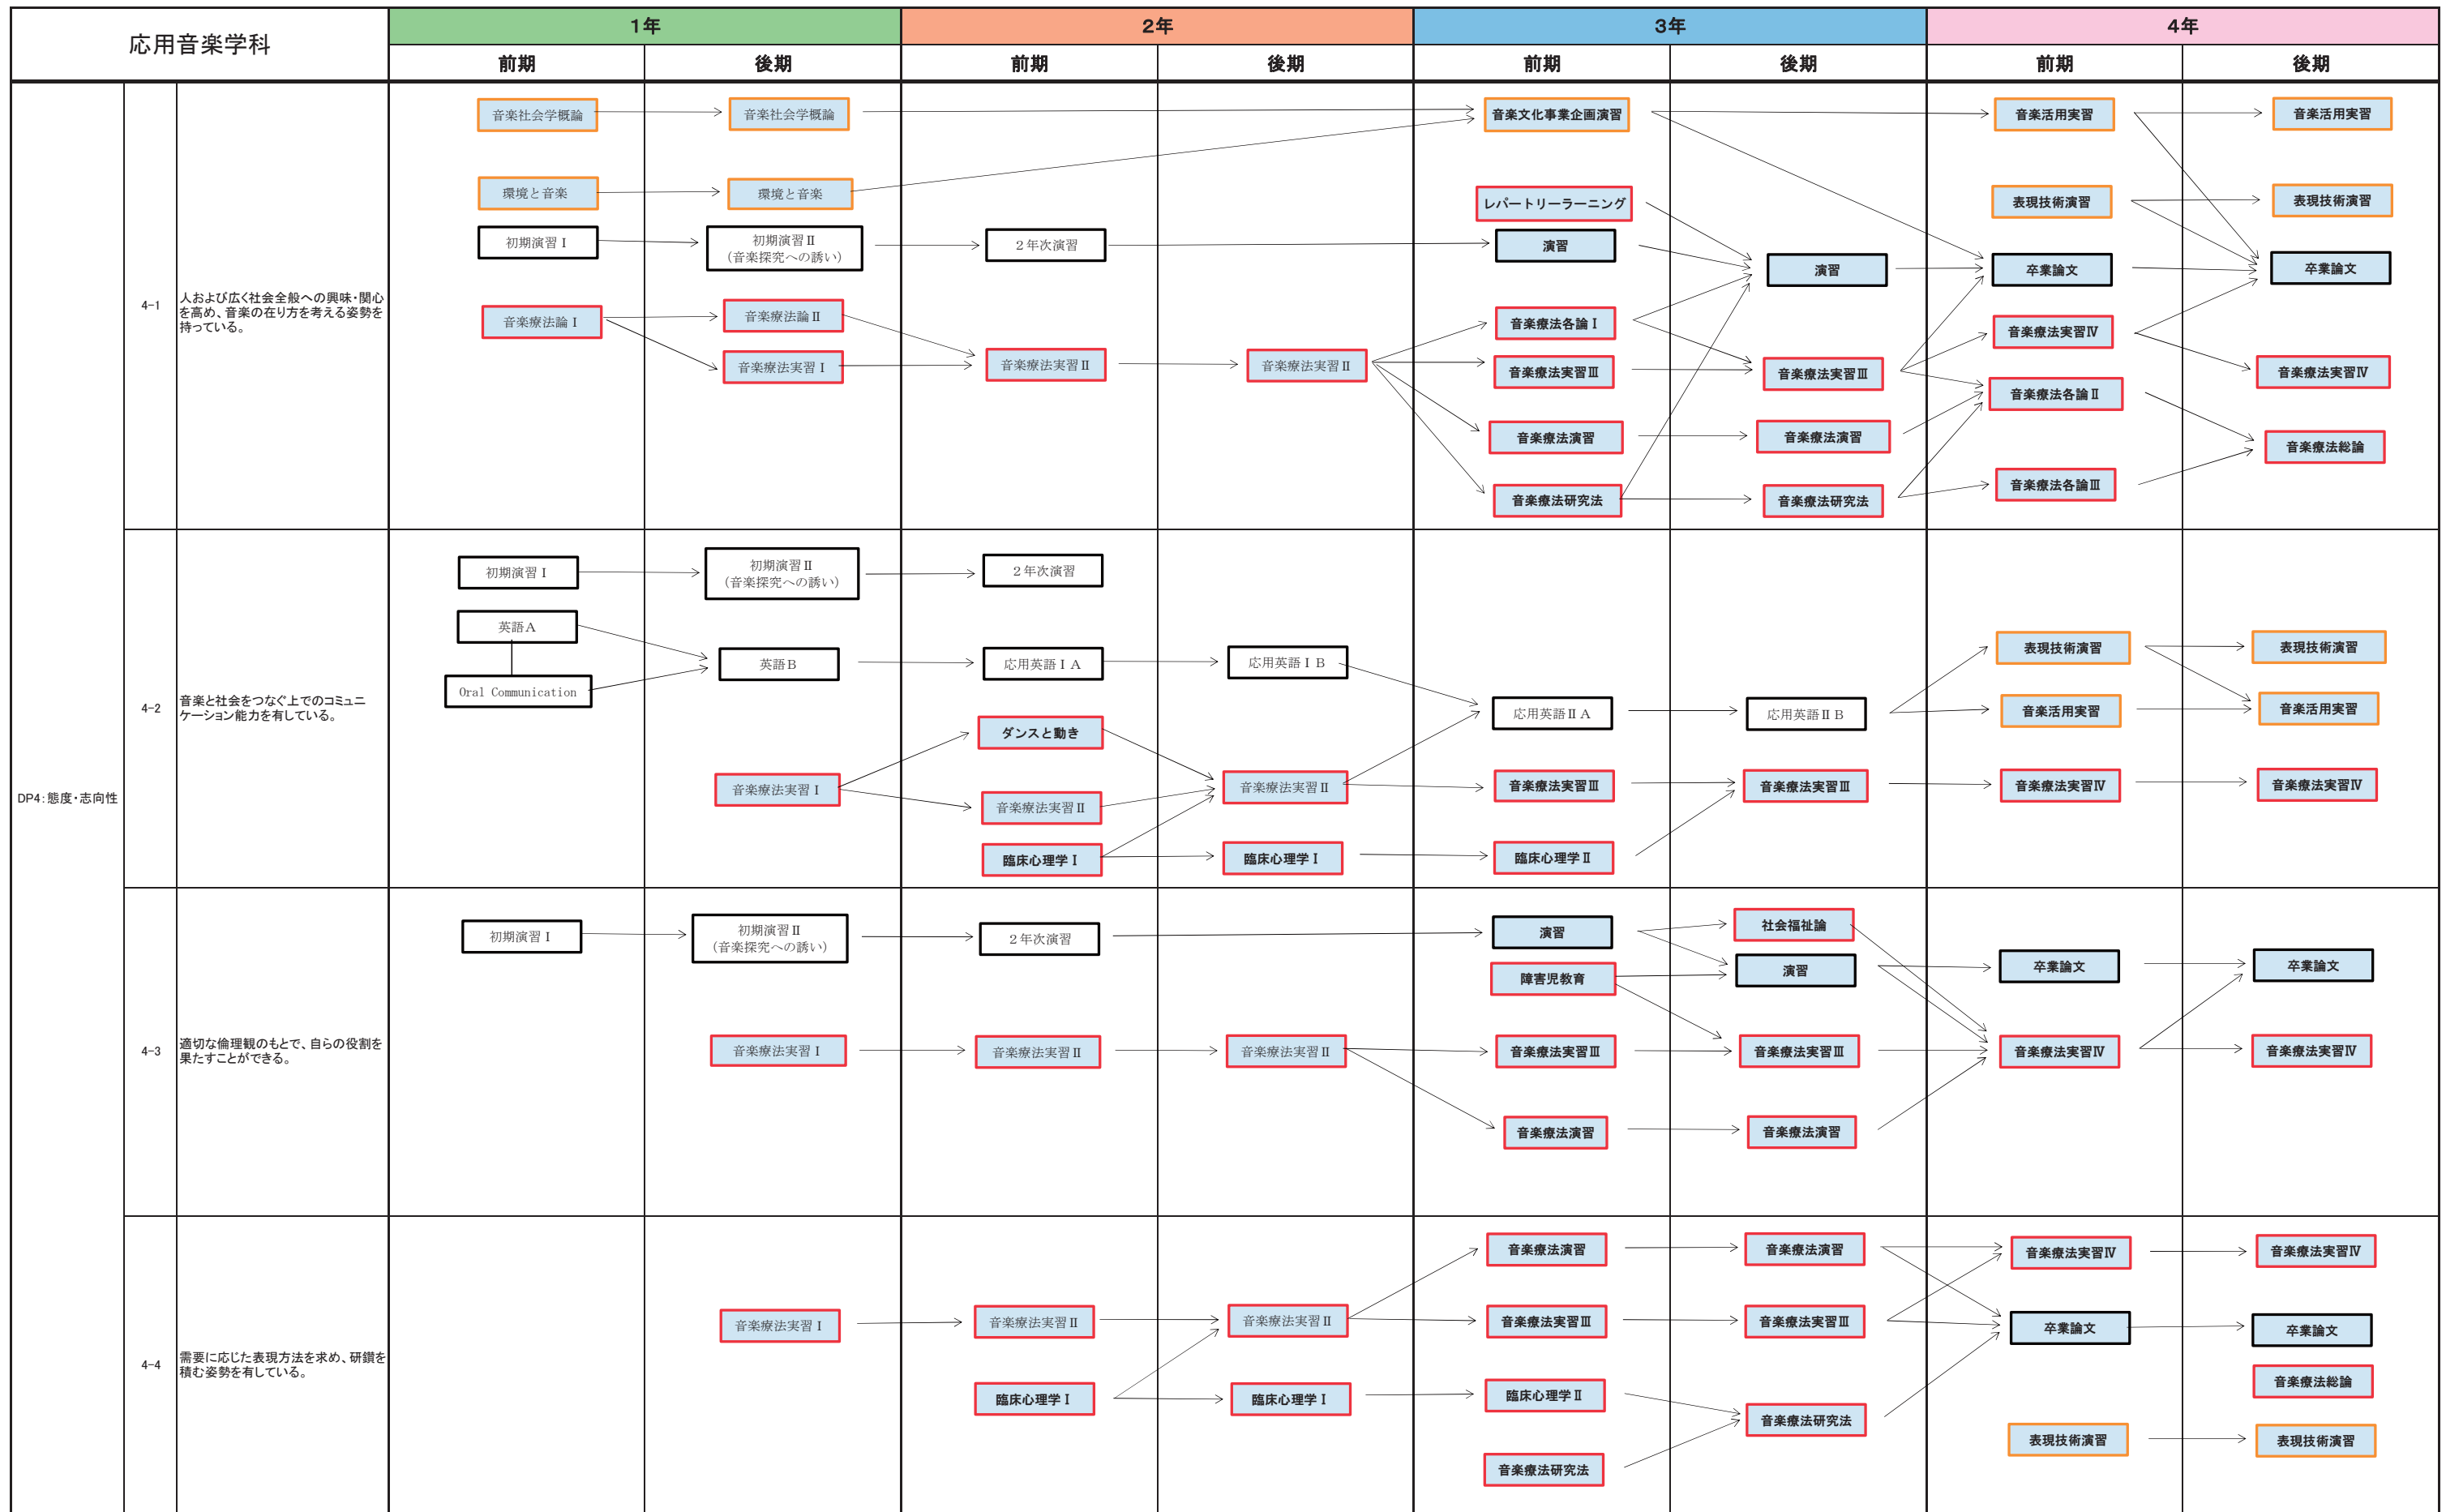 応用音楽学科
1年
2年
3年
4年
前期
後期
前期
後期
前期
後期
前期
後期
DP4：態度・志向性
4-1
人および広く社会全般への興味・関心
を高め、音楽の在り方を考える姿勢を
持っている。
音楽社会学概論
音楽社会学概論
音楽文化事業企画演習
音楽活用実習
音楽活用実習
環境と音楽
環境と音楽
レパートリーラーニング
表現技術演習
表現技術演習
初期演習Ⅰ
初期演習Ⅱ
（音楽探究への誘い）
２年次演習
演習
演習
卒業論文
卒業論文
音楽療法論Ⅰ
音楽療法論Ⅱ
音楽療法各論Ⅰ
音楽療法実習Ⅳ
音楽療法実習Ⅰ
音楽療法実習Ⅱ
音楽療法実習Ⅱ
音楽療法実習Ⅲ
音楽療法実習Ⅲ
音楽療法各論Ⅱ
音楽療法実習Ⅳ
音楽療法演習
音楽療法演習
音楽療法総論
音楽療法研究法
音楽療法研究法
音楽療法各論Ⅲ
4-2
音楽と社会をつなぐ上でのコミュニ
ケーション能力を有している。
初期演習Ⅰ
初期演習Ⅱ
（音楽探究への誘い）
２年次演習
英語Ａ
英語Ｂ
応用英語ⅠＡ
応用英語ⅠＢ
表現技術演習
表現技術演習
Oral Communication
応用英語ⅡＡ
応用英語ⅡＢ
音楽活用実習
音楽活用実習
ダンスと動き
音楽療法実習Ⅰ
音楽療法実習Ⅱ
音楽療法実習Ⅱ
音楽療法実習Ⅲ
音楽療法実習Ⅲ
音楽療法実習Ⅳ
音楽療法実習Ⅳ
臨床心理学Ⅰ
臨床心理学Ⅰ
臨床心理学Ⅱ
4-3
適切な倫理観のもとで、自らの役割を
果たすことができる。
初期演習Ⅰ
初期演習Ⅱ
（音楽探究への誘い）
２年次演習
演習
社会福祉論
障害児教育
演習
卒業論文
卒業論文
音楽療法実習Ⅰ
音楽療法実習Ⅱ
音楽療法実習Ⅱ
音楽療法実習Ⅲ
音楽療法実習Ⅲ
音楽療法実習Ⅳ
音楽療法実習Ⅳ
音楽療法演習
音楽療法演習
4-4
需要に応じた表現方法を求め、研鑽を
積む姿勢を有している。
音楽療法演習
音楽療法演習
音楽療法実習Ⅳ
音楽療法実習Ⅳ
音楽療法実習Ⅰ
音楽療法実習Ⅱ
音楽療法実習Ⅱ
音楽療法実習Ⅲ
音楽療法実習Ⅲ
卒業論文
卒業論文
臨床心理学Ⅰ
臨床心理学Ⅰ
臨床心理学Ⅱ
音楽療法研究法
音楽療法総論
音楽療法研究法
表現技術演習
表現技術演習